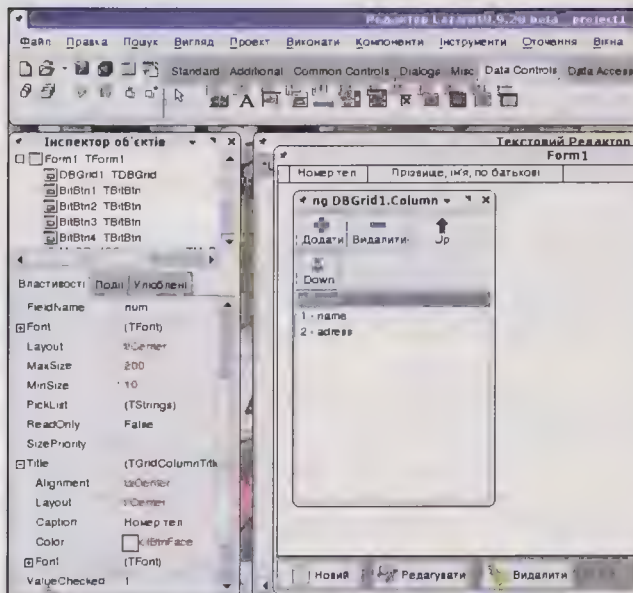 Редактор Lazarus 0.9.20 beta project1
Файл Правка Пошук Вигляд Проект Виконати Компоненти Інструменти Оточення Вікна
Standard Additional Common Controls Dialogs Misc Data Controls Data Access
Інспектор об'єктів
Form1 TForm1
DBGrid1 TDBGrid
BitBtn1 TBitBtn
BitBtn2 TBitBtn
BitBtn3 TBitBtn
BitBtn4 TBitBtn
Властивості Події Улюблені
FieldName num
Font (TFont)
Layout tlCenter
MaxSize 200
MinSize 10
PickList (TStrings)
ReadOnly False
SizePriority
Title (TGridColumnTitle
Alignment taCenter
Layout tlCenter
Caption Номер тел
Color clBtnFace
Font (TFont)
ValueChecked 1
Текстовий Редактор
Form1
Номер тел Прізвище, ім'я, по батькові
ng DBGrid1.Column
Додати Видалити Up
Down
1 - name
2 - adress
Новий Редагувати Видалити